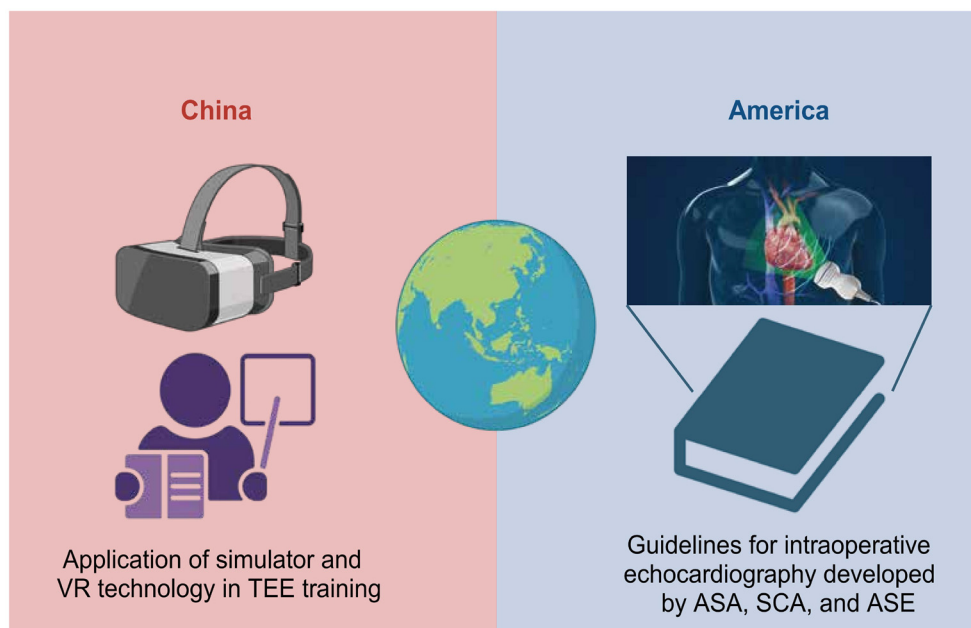 China
America
Application of simulator and
VR technology in TEE training
Guidelines for intraoperative
echocardiography developed
by ASA, SCA, and ASE